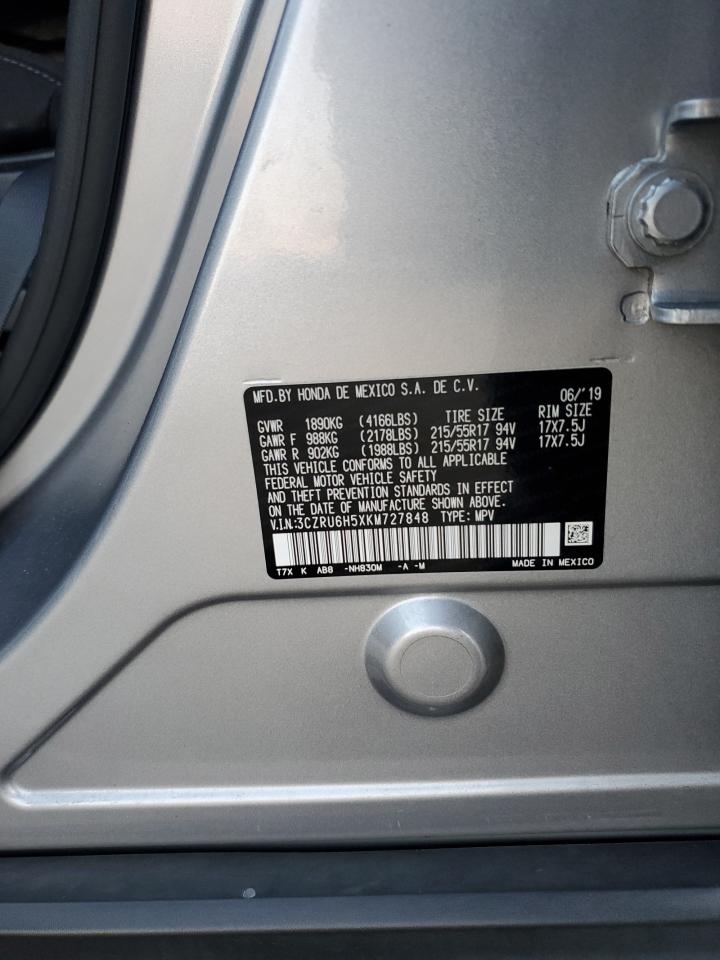 MFD.BY HONDA DE MEXICO S.A. DE C.V. 06/'19
GVWR 1890KG (4166LBS) TIRE SIZE RIM SIZE
GAWR F 988KG (2178LBS) 215/55R17 94V 17X7.5J
GAWR R 902KG (1988LBS) 215/55R17 94V 17X7.5J
THIS VEHICLE CONFORMS TO ALL APPLICABLE
FEDERAL MOTOR VEHICLE SAFETY
AND THEFT PREVENTION STANDARDS IN EFFECT
ON THE DATE OF MANUFACTURE SHOWN ABOVE.
V.I.N.:3CZRU6H5XKM727848 TYPE: MPV
T7X K AB8 -NH830M -A -M MADE IN MEXICO